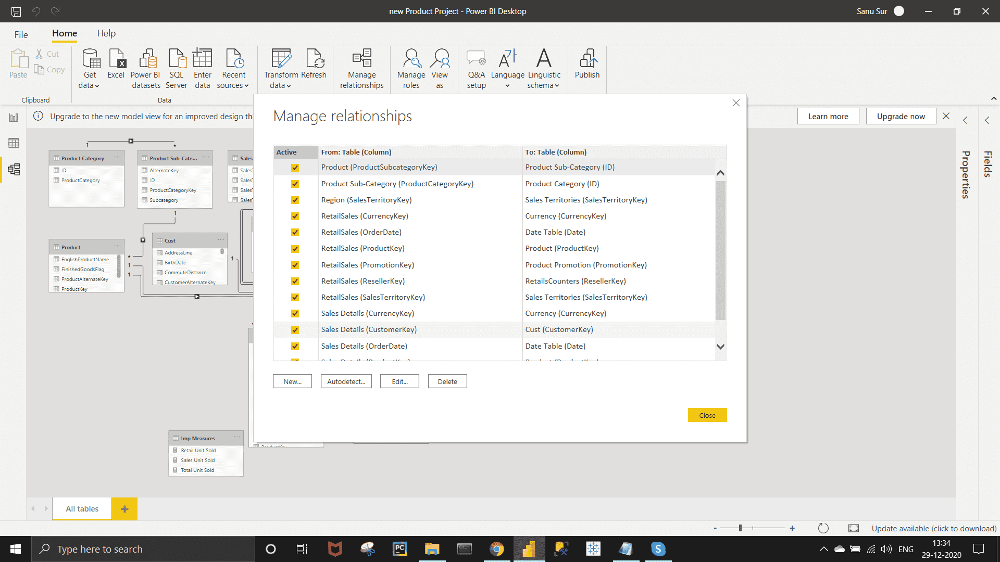 new Product Project - Power BI Desktop
Sanu Sur
File
Home
Help
Paste
Cut
Copy
Clipboard
Get data
Excel
Power BI datasets
SQL Server
Enter data
Recent sources
Data
Transform data
Refresh
Manage relationships
Manage roles
View as
Q&A setup
Language
Linguistic schema
Publish
Upgrade to the new model view for an improved design
Learn more
Upgrade now
Properties
Fields
Manage relationships
Active
From: Table (Column)
To: Table (Column)
Product (ProductSubcategoryKey)
Product Sub-Category (ID)
Product Sub-Category (ProductCategoryKey)
Product Category (ID)
Region (SalesTerritoryKey)
Sales Territories (SalesTerritoryKey)
RetailSales (CurrencyKey)
Currency (CurrencyKey)
RetailSales (OrderDate)
Date Table (Date)
RetailSales (ProductKey)
Product (ProductKey)
RetailSales (PromotionKey)
Product Promotion (PromotionKey)
RetailSales (ResellerKey)
RetailsCounters (ResellerKey)
RetailSales (SalesTerritoryKey)
Sales Territories (SalesTerritoryKey)
Sales Details (CurrencyKey)
Currency (CurrencyKey)
Sales Details (CustomerKey)
Cust (CustomerKey)
Sales Details (OrderDate)
Date Table (Date)
New...
Autodetect...
Edit...
Delete
Close
1
*
Product Category
ID
ProductCategory
Product Sub-Cate...
AlternateKey
ID
ProductCategoryKey
Subcategory
Sales
1
Product
EnglishProductName
FinishedGoodsFlag
ProductAlternateKey
ProductKey
*
1
1
Cust
AddressLine
BirthDate
CommuteDistance
CustomerAlternateKey
1
Imp Measures
Retail Unit Sold
Sales Unit Sold
Total Unit Sold
All tables
+
- +
Update available (click to download)
Type here to search
PC
S
ENG
13:34
29-12-2020